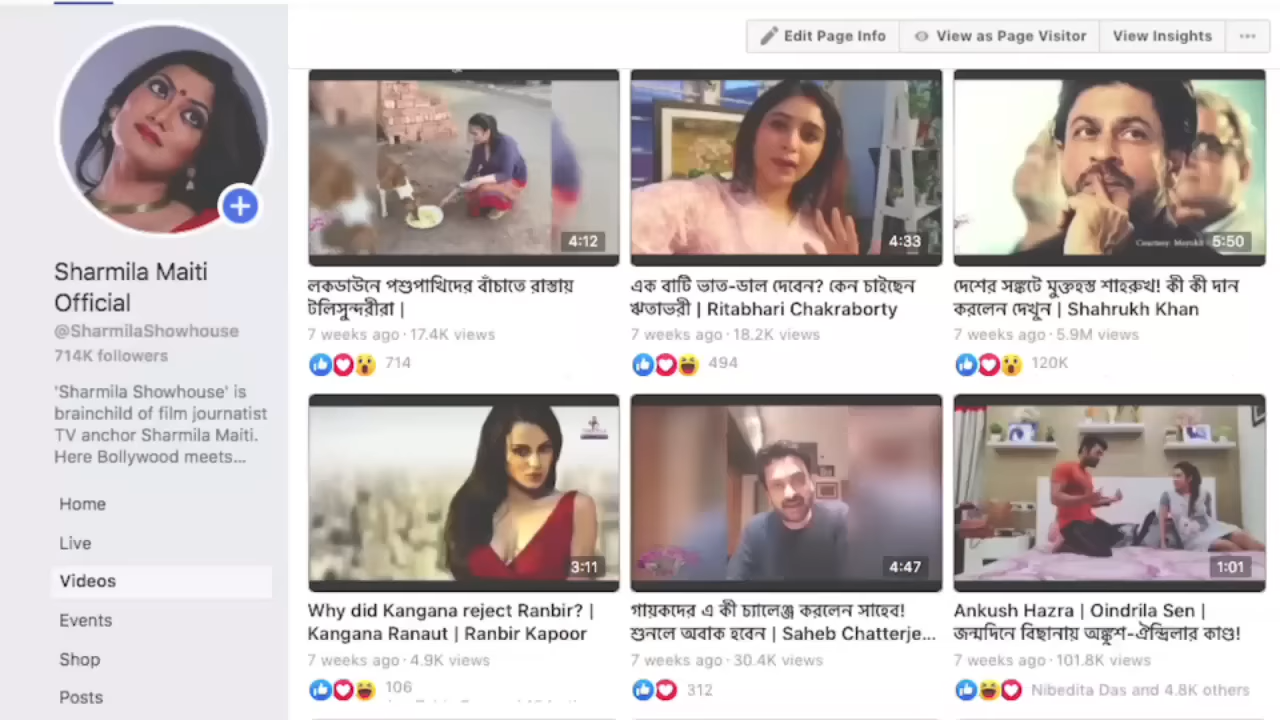 Edit Page Info
View as Page Visitor
View Insights
Sharmila Maiti
Official
@SharmilaShowhouse
714K followers
'Sharmila Showhouse' is
brainchild of film journalist
TV anchor Sharmila Maiti.
Here Bollywood meets...
Home
Live
Videos
Events
Shop
Posts
4:12
লকডাউনে পশুপাখিদের বাঁচাতে রাস্তায়
টলিসুন্দরীরা |
7 weeks ago · 17.4K views
714
4:33
এক বাটি ভাত-ডাল দেবেন? কেন চাইছেন
ঋতাভরী | Ritabhari Chakraborty
7 weeks ago · 18.2K views
494
Courtesy:
5:50
দেশের সঙ্কটে মুক্তহস্ত শাহরুখ! কী কী দান
করলেন দেখুন | Shahrukh Khan
7 weeks ago · 5.9M views
120K
3:11
Why did Kangana reject Ranbir? |
Kangana Ranaut | Ranbir Kapoor
7 weeks ago · 4.9K views
106
4:47
গায়কদের এ কী চ্যালেঞ্জ করলেন সাহেব!
শুনলে অবাক হবেন | Saheb Chatterje...
7 weeks ago · 30.4K views
312
1:01
Ankush Hazra | Oindrila Sen |
জন্মদিনে বিছানায় অঙ্কুশ-ঐন্দ্রিলার কাণ্ড!
7 weeks ago · 101.8K views
Nibedita Das and 4.8K others